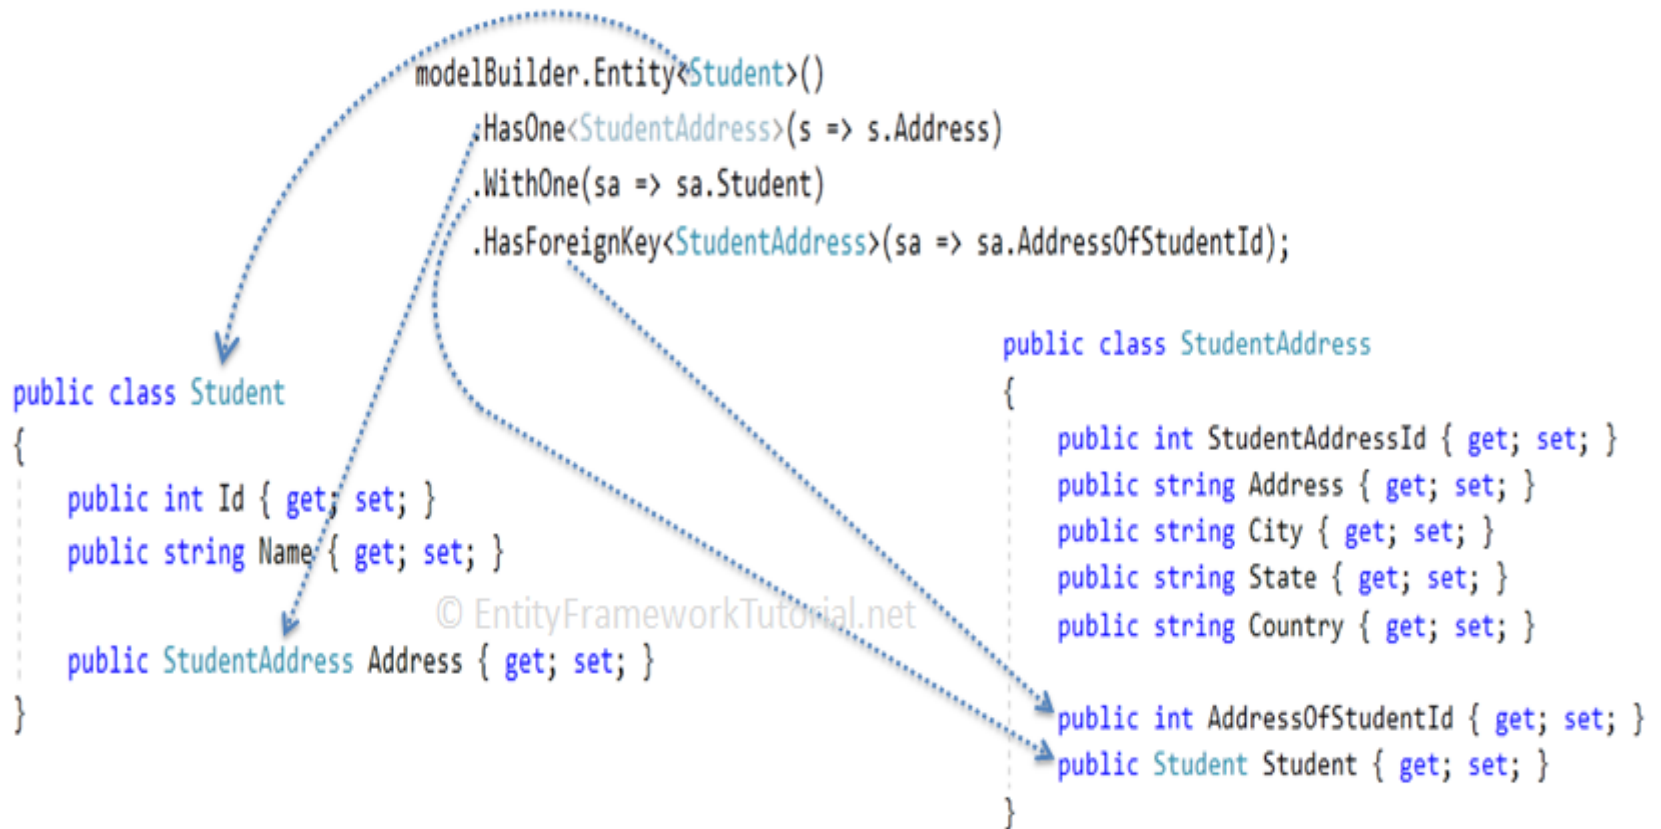 modelBuilder.Entity<Student>()
.HasOne<StudentAddress>(s => s.Address)
.WithOne(sa => sa.Student)
.HasForeignKey<StudentAddress>(sa => sa.AddressOfStudentId);
public class Student
{
public int Id { get; set; }
public string Name { get; set; }
public StudentAddress Address { get; set; }
}
© EntityFrameworkTutorial.net
public class StudentAddress
{
public int StudentAddressId { get; set; }
public string Address { get; set; }
public string City { get; set; }
public string State { get; set; }
public string Country { get; set; }
public int AddressOfStudentId { get; set; }
public Student Student { get; set; }
}